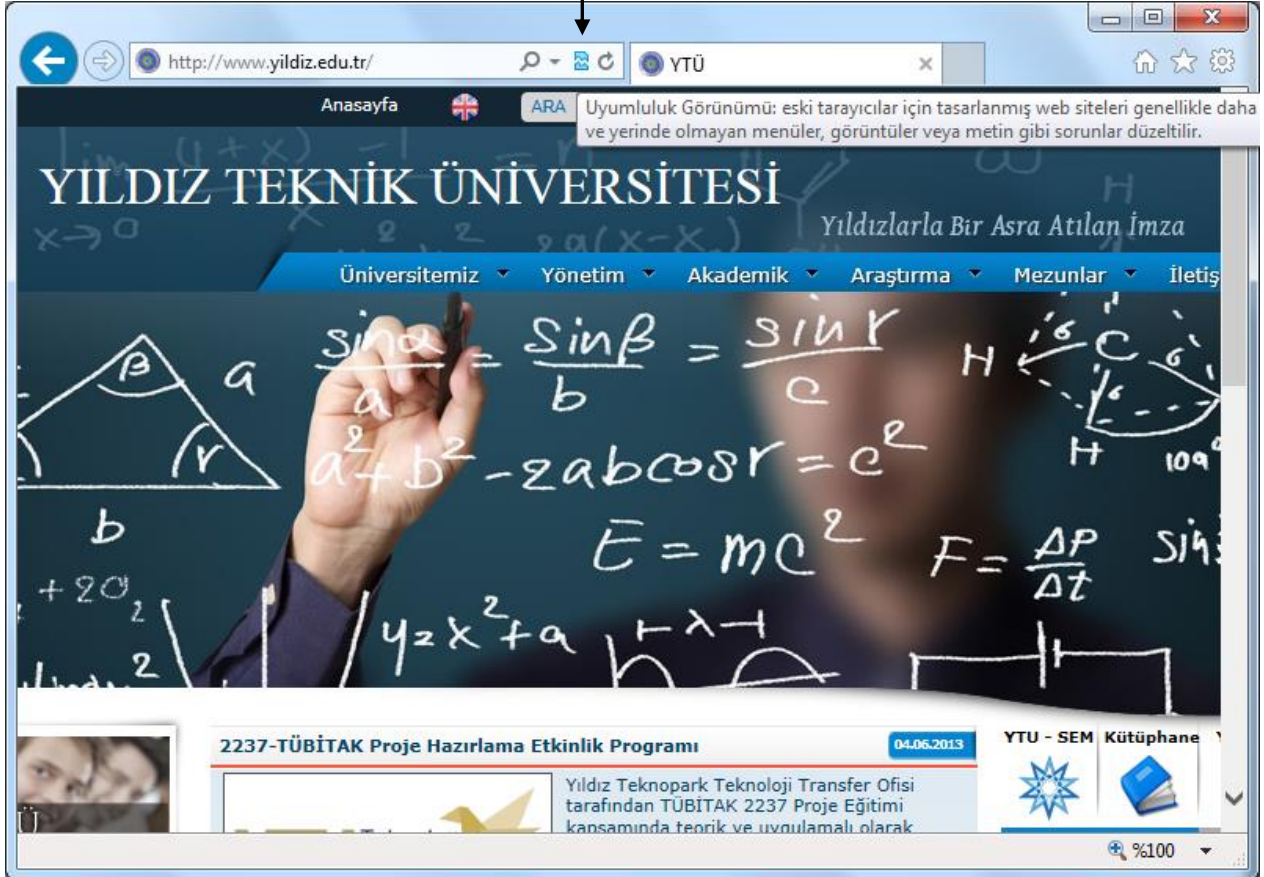 http://www.yildiz.edu.tr/
YTÜ
Anasayfa
ARA
Uyumluluk Görünümü: eski tarayıcılar için tasarlanmış web siteleri genellikle daha
ve yerinde olmayan menüler, görüntüler veya metin gibi sorunlar düzeltilir.
YILDIZ TEKNİK ÜNİVERSİTESİ
Yıldızlarla Bir Asra Atılan İmza
Üniversitemiz Yönetim Akademik Araştırma Mezunlar İletiş
sinα/a = sinβ/b = sinγ/c
β a
γ
b
a²+b²-2abcosγ=c²
H C
H
E=mc² F=ΔP/Δt sin
+20
y=x²+a
2237-TÜBİTAK Proje Hazırlama Etkinlik Programı 04.06.2013
YTU - SEM Kütüphane
Yıldız Teknopark Teknoloji Transfer Ofisi
tarafından TÜBİTAK 2237 Proje Eğitimi
kapsamında teorik ve uygulamalı olarak
%100